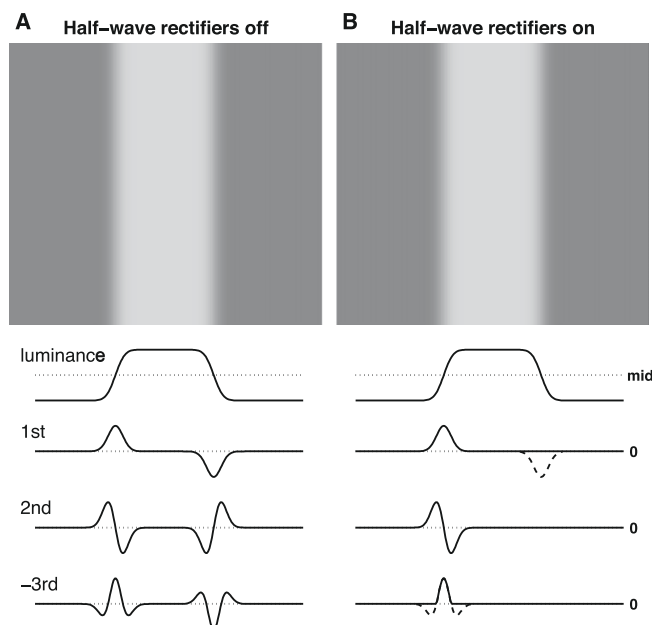 A Half-wave rectifiers off
B Half-wave rectifiers on
luminance
mid
1st
0
2nd
0
-3rd
0